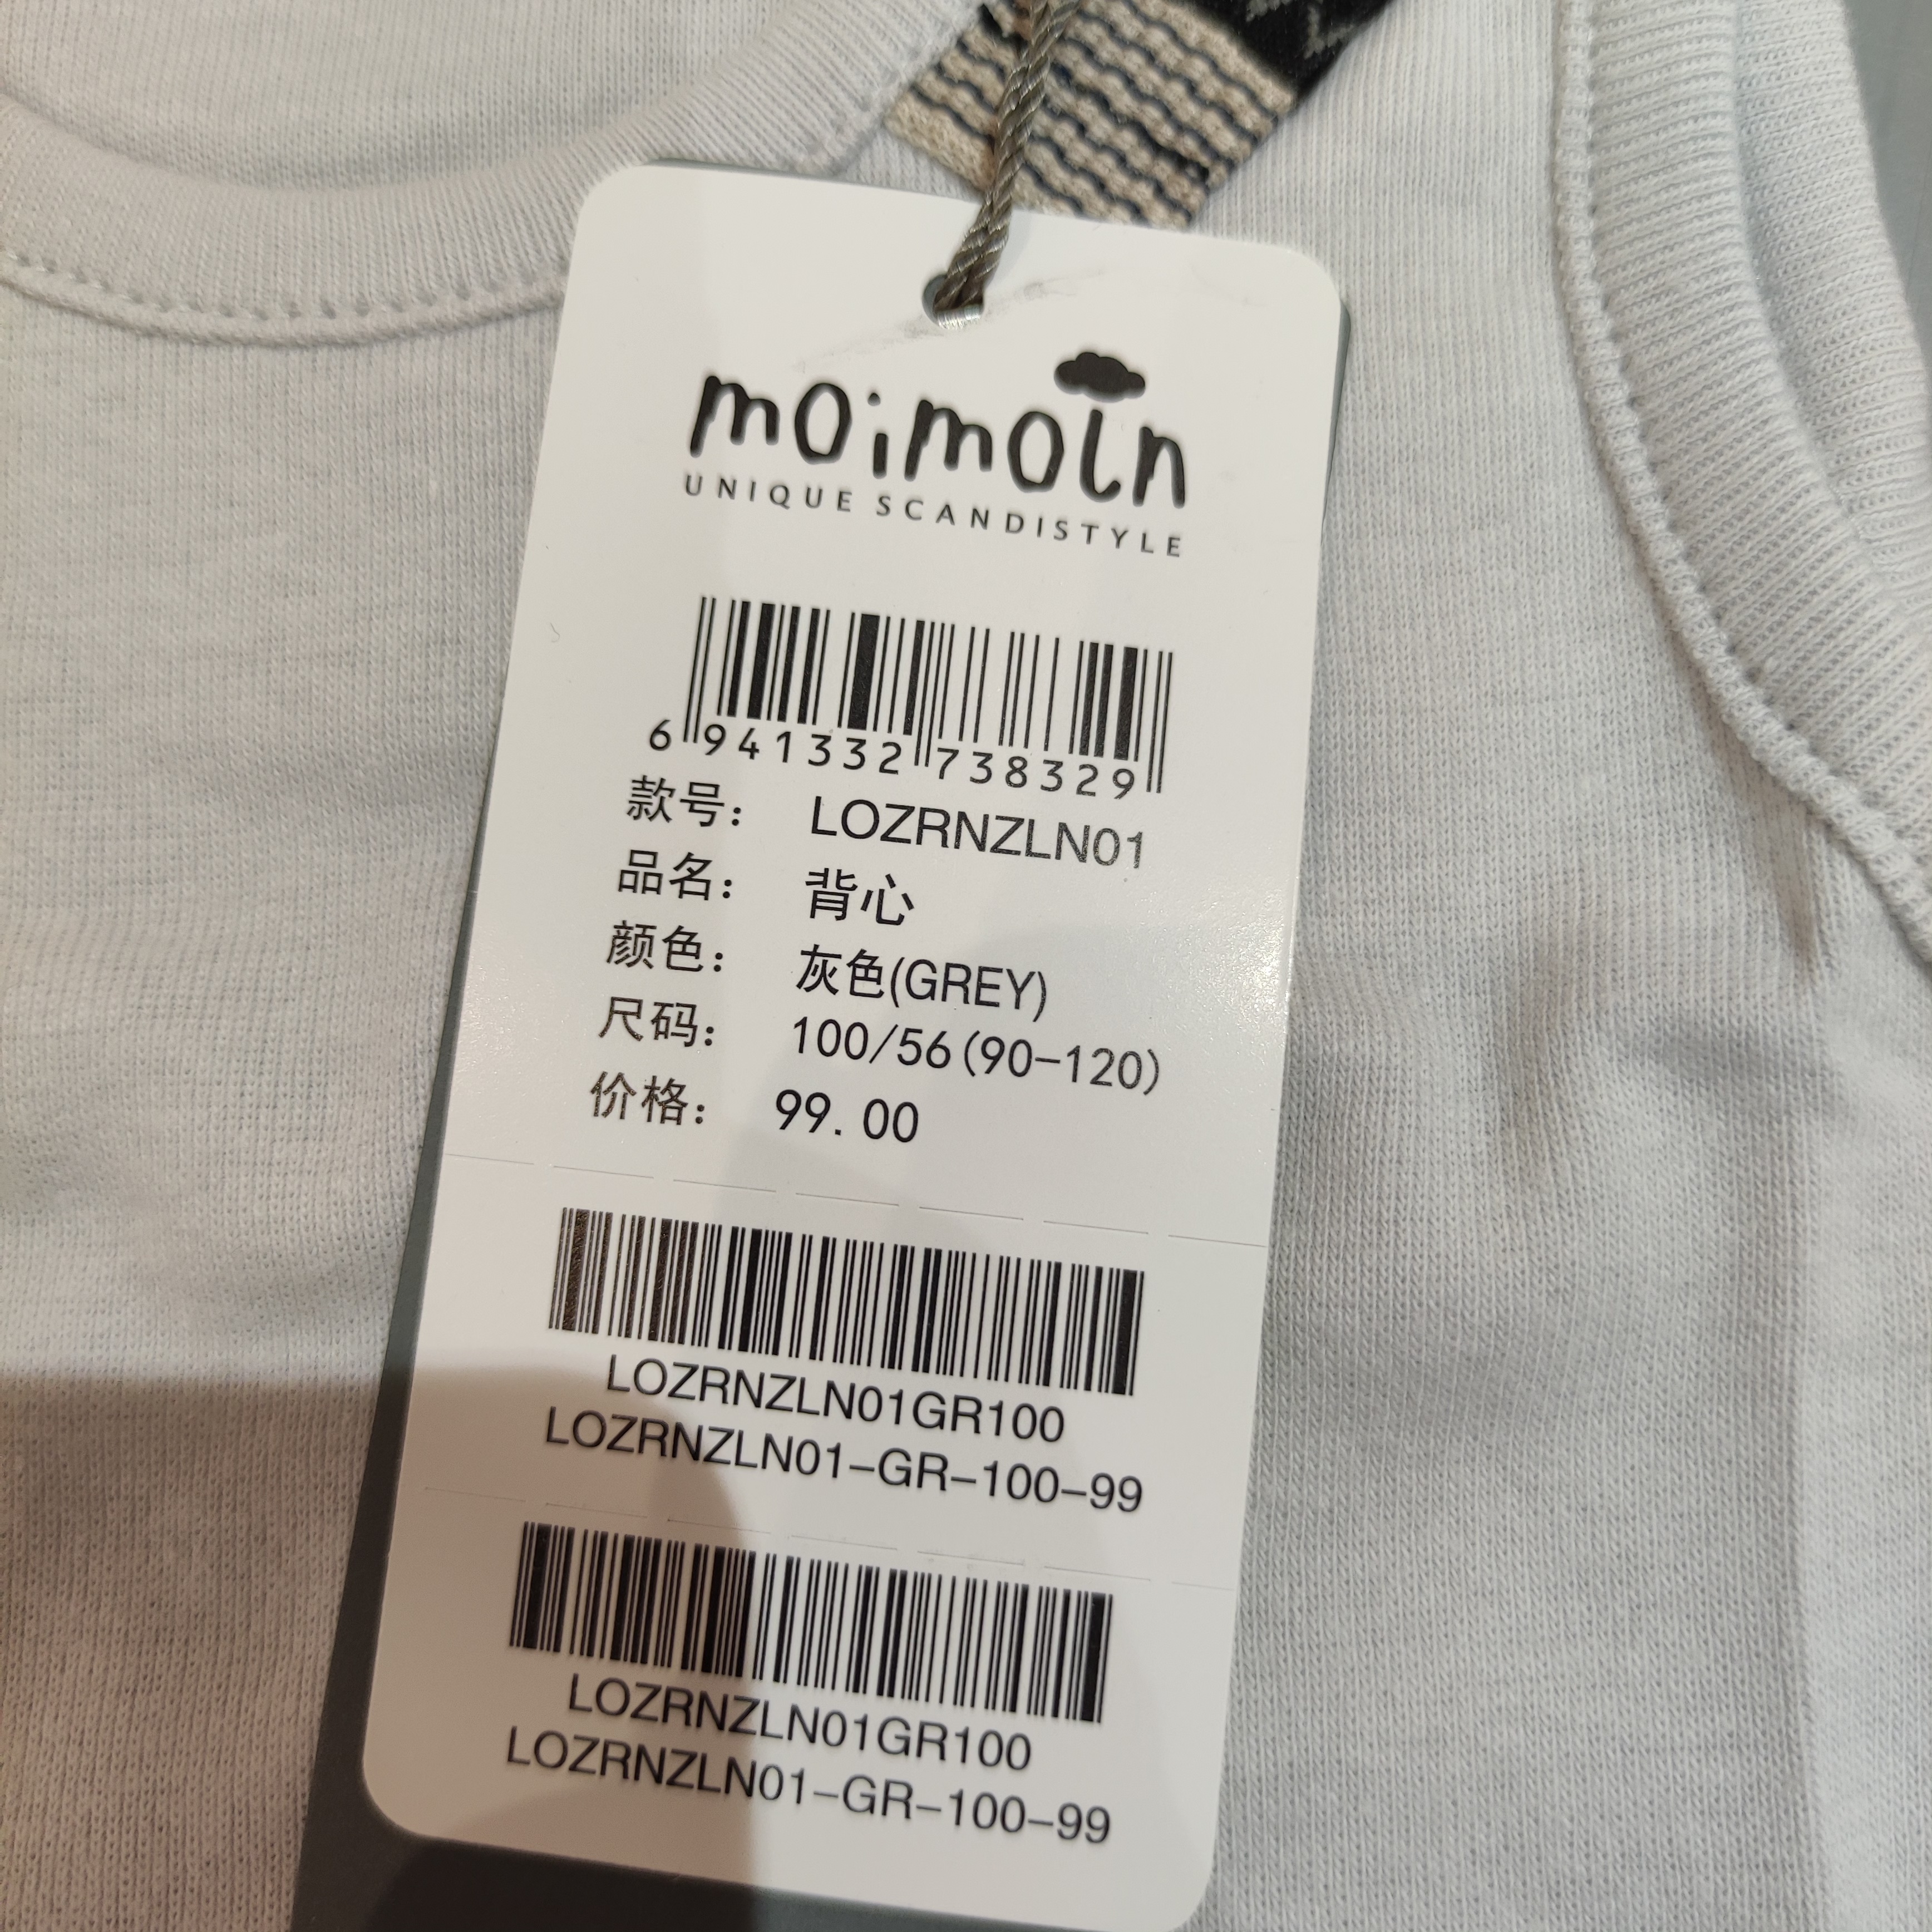 moimoln
UNIQUE SCANDISTYLE
6 941332 738329
款号： LOZRNZLN01
品名： 背心
颜色： 灰色(GREY)
尺码： 100/56(90-120)
价格： 99.00
LOZRNZLN01GR100
LOZRNZLN01-GR-100-99
LOZRNZLN01GR100
LOZRNZLN01-GR-100-99